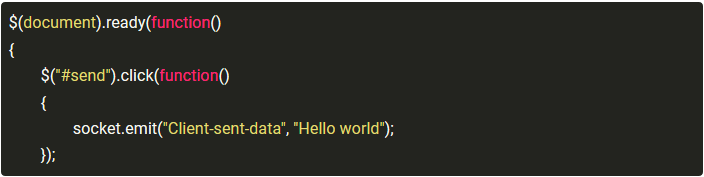 $(document).ready(function()
{
$("#send").click(function()
{
socket.emit("Client-sent-data", "Hello world");
});